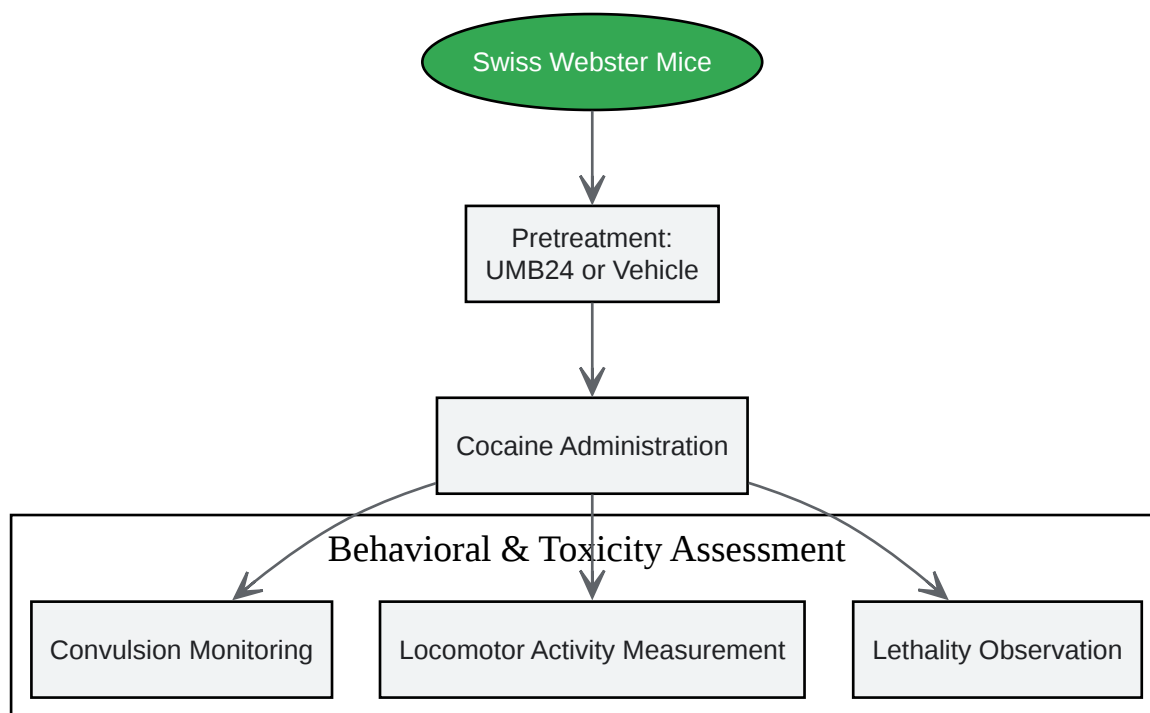 Swiss Webster Mice
Pretreatment:
UMB24 or Vehicle
Cocaine Administration
Behavioral & Toxicity Assessment
Convulsion Monitoring
Locomotor Activity Measurement
Lethality Observation